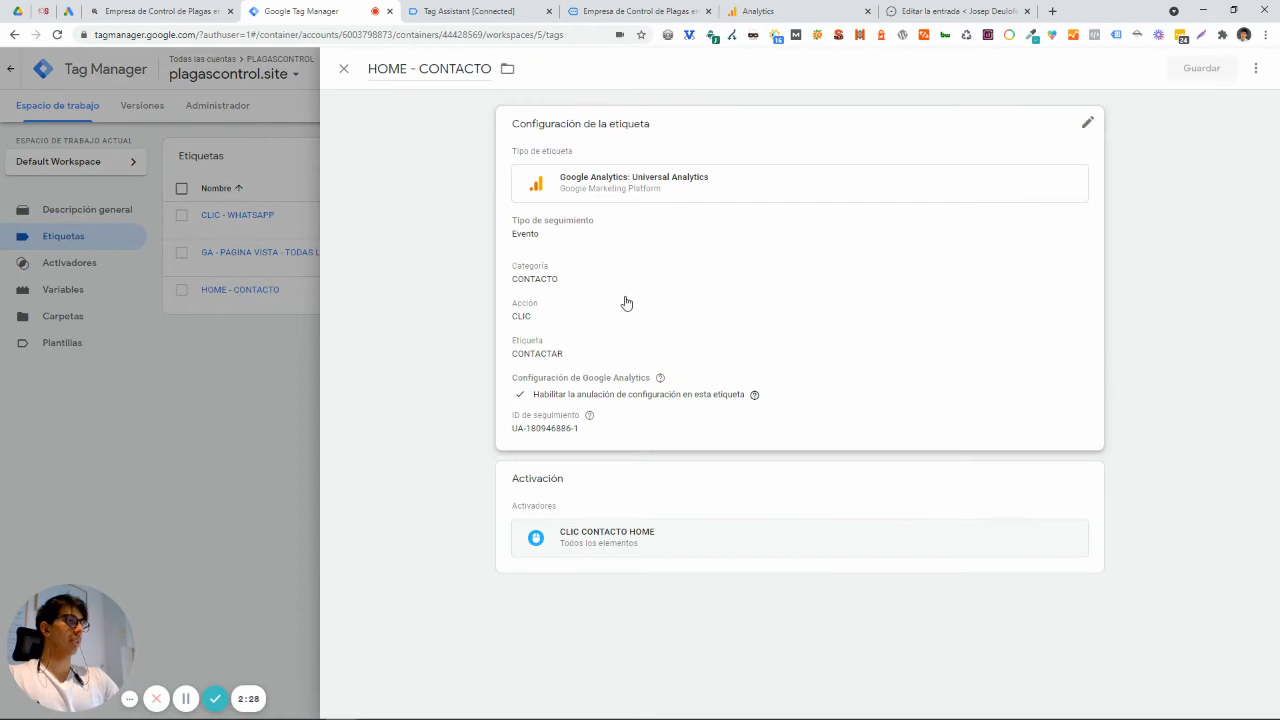 Empresa de Control de Plagas en
Google Tag Manager
Tag Assistant [Connected]
Empresa de Control de Plagas en
Analytics
Editar la entrada < Josep Deulofe
tagmanager.google.com/?authuser=1#/container/accounts/6003798873/containers/44428569/workspaces/5/tags
Tag Manager
Todas las cuentas > PLAGASCONTROL
plagascontrol.site
HOME - CONTACTO
Guardar
Espacio de trabajo
Versiones
Administrador
ESPACIO DE TRABAJO ACTUAL
Default Workspace
Descripción general
Etiquetas
Activadores
Variables
Carpetas
Plantillas
Etiquetas
Nombre
CLIC - WHATSAPP
GA - PAGINA VISTA - TODAS L
HOME - CONTACTO
Configuración de la etiqueta
Tipo de etiqueta
Google Analytics: Universal Analytics
Google Marketing Platform
Tipo de seguimiento
Evento
Categoría
CONTACTO
Acción
CLIC
Etiqueta
CONTACTAR
Configuración de Google Analytics
Habilitar la anulación de configuración en esta etiqueta
ID de seguimiento
UA-180946886-1
Activación
Activadores
CLIC CONTACTO HOME
Todos los elementos
2:28